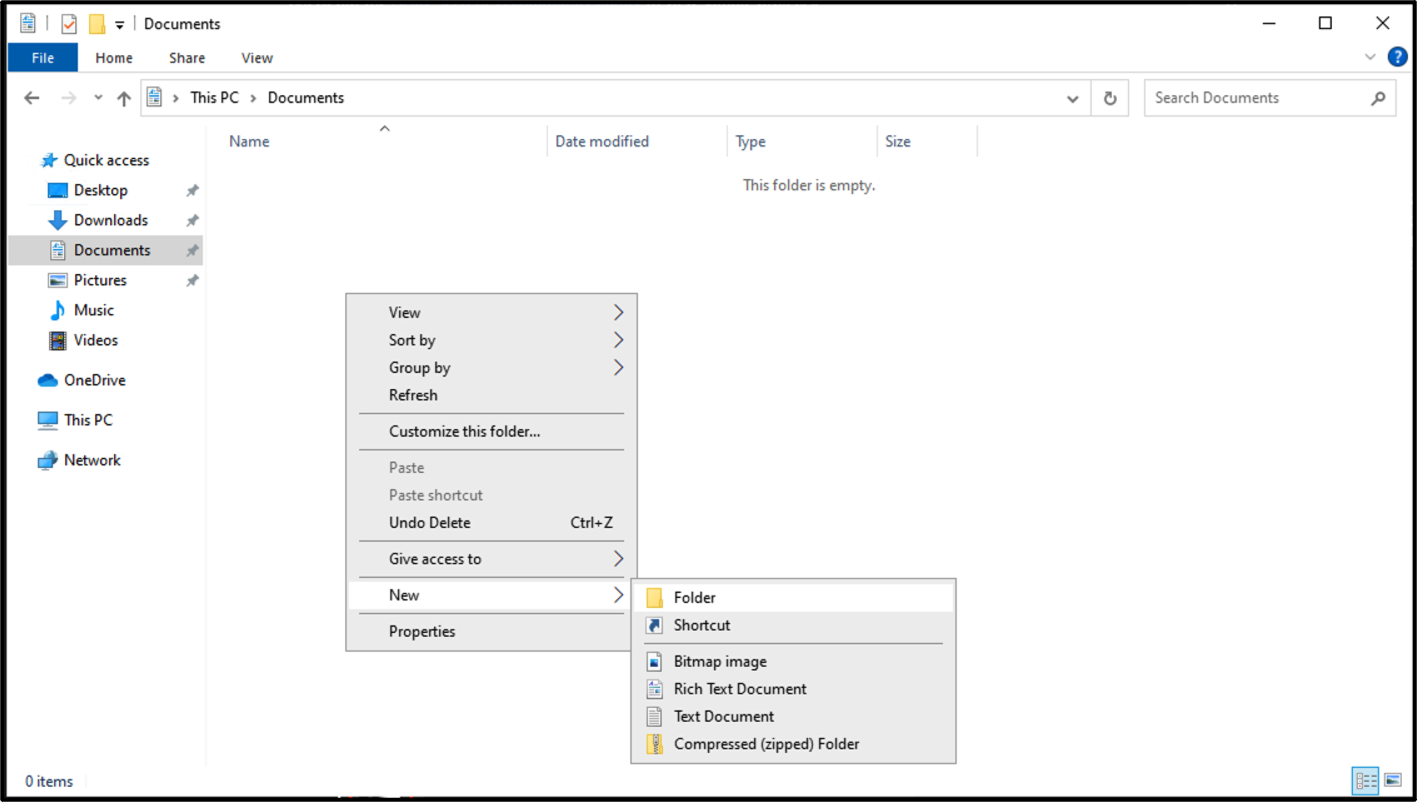 Documents
File Home Share View
?
This PC > Documents
Search Documents
Name Date modified Type Size
This folder is empty.
Quick access
Desktop
Downloads
Documents
Pictures
Music
Videos
OneDrive
This PC
Network
View
Sort by
Group by
Refresh
Customize this folder...
Paste
Paste shortcut
Undo Delete Ctrl+Z
Give access to
New
Properties
Folder
Shortcut
Bitmap image
Rich Text Document
Text Document
Compressed (zipped) Folder
0 items